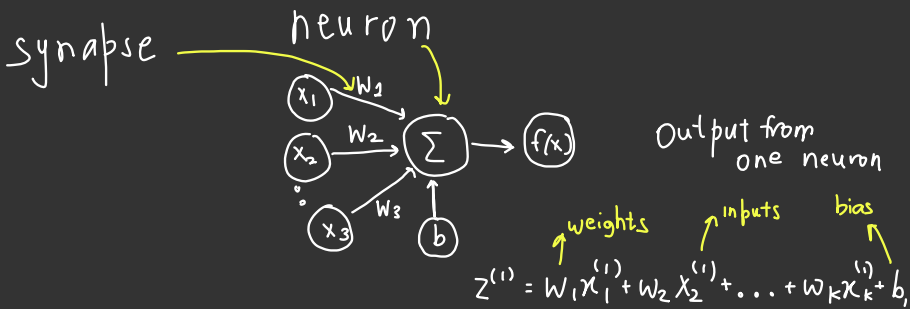 neuron
synapse
x₁
w₁
x₂
w₂
Σ
f(x)
x₃
w₃
b
Output from
one neuron
weights
inputs
bias
z⁽¹⁾ = w₁x₁⁽¹⁾ + w₂x₂⁽¹⁾ + . . . + wₖxₖ⁽¹⁾ + b₁